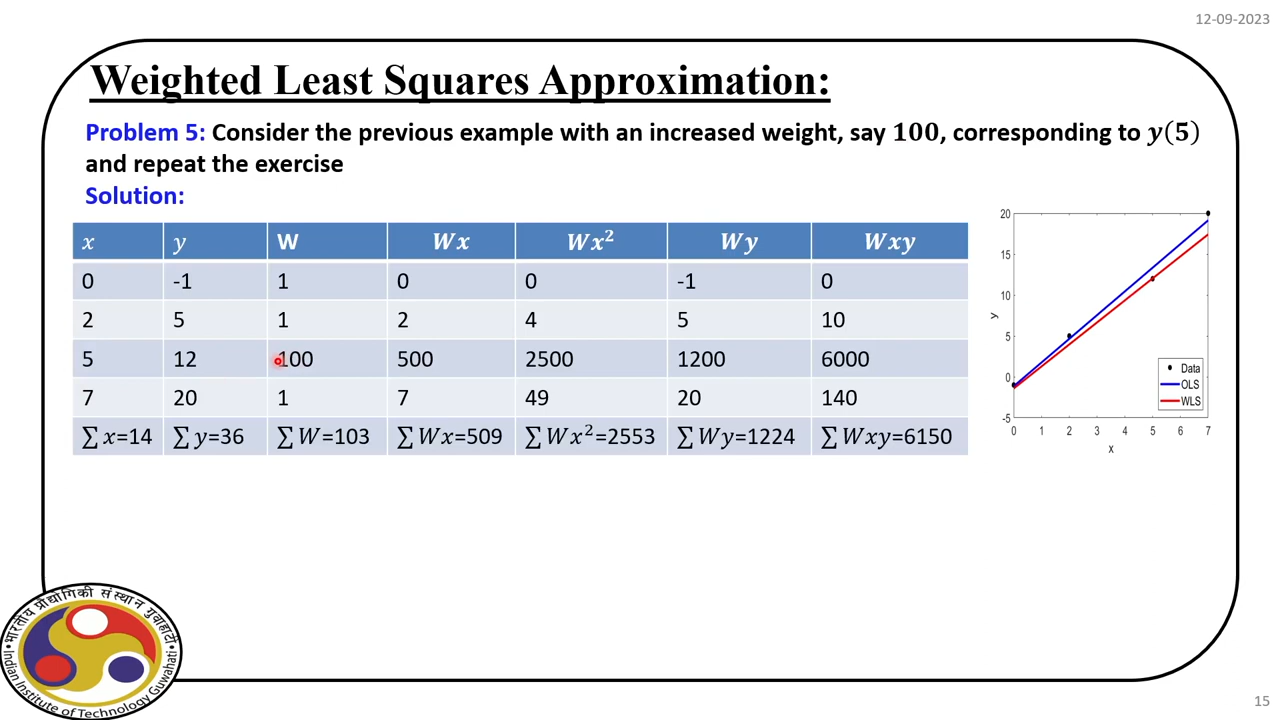 12-09-2023
Weighted Least Squares Approximation:
Problem 5: Consider the previous example with an increased weight, say 100, corresponding to y(5)
and repeat the exercise
Solution:
x y W Wx Wx² Wy Wxy
0 -1 1 0 0 -1 0
2 5 1 2 4 5 10
5 12 100 500 2500 1200 6000
7 20 1 7 49 20 140
∑x=14 ∑y=36 ∑W=103 ∑Wx=509 ∑Wx²=2553 ∑Wy=1224 ∑Wxy=6150
20
15
10
5
0
-5
y
0 1 2 3 4 5 6 7
x
Data
OLS
WLS
भारतीय प्रौद्योगिकी संस्थान गुवाहाटी
Indian Institute of Technology Guwahati
15